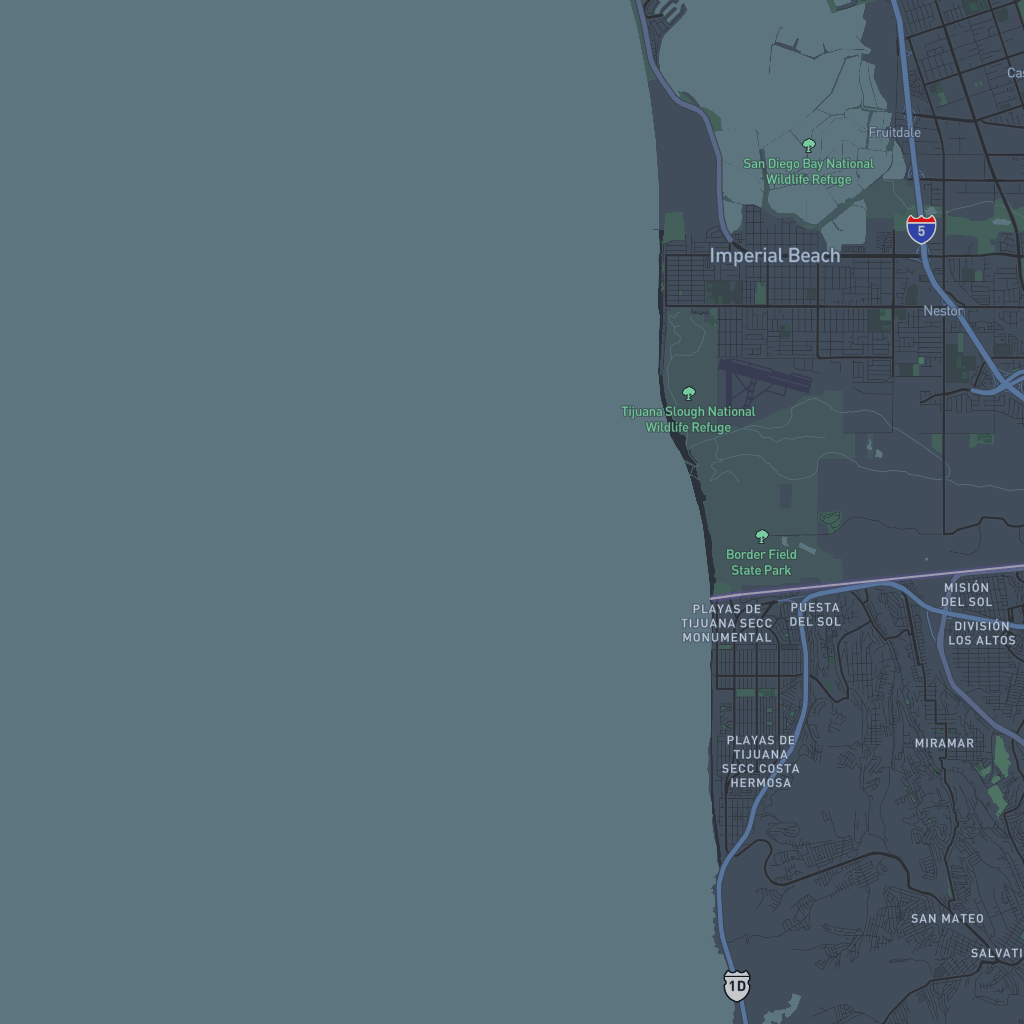 Fruitdale
San Diego Bay National
Wildlife Refuge
5
Imperial Beach
Nestor
Tijuana Slough National
Wildlife Refuge
Border Field
State Park
MISIÓN
DEL SOL
PLAYAS DE
TIJUANA SECC
MONUMENTAL
PUESTA
DEL SOL
DIVISIÓN
LOS ALTOS
PLAYAS DE
TIJUANA
SECC COSTA
HERMOSA
MIRAMAR
SAN MATEO
SALVATI
1D